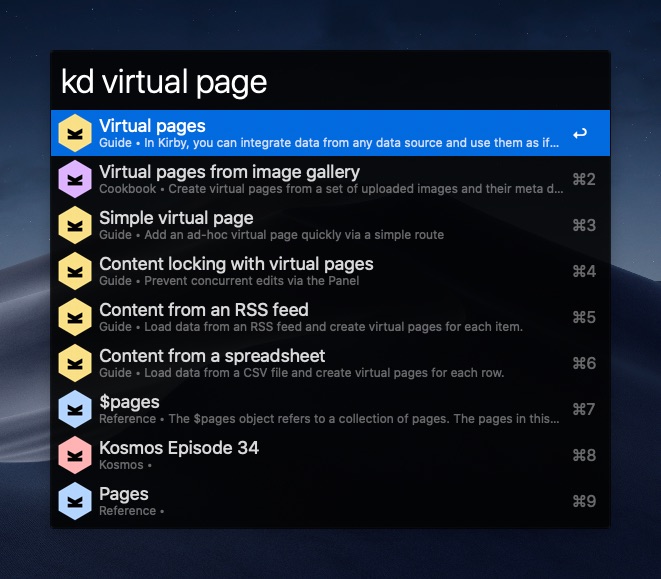 kd virtual page
Virtual pages
Guide • In Kirby, you can integrate data from any data source and use them as if...
Virtual pages from image gallery
Cookbook • Create virtual pages from a set of uploaded images and their meta d...
⌘2
Simple virtual page
Guide • Add an ad-hoc virtual page quickly via a simple route
⌘3
Content locking with virtual pages
Guide • Prevent concurrent edits via the Panel
⌘4
Content from an RSS feed
Guide • Load data from an RSS feed and create virtual pages for each item.
⌘5
Content from a spreadsheet
Guide • Load data from a CSV file and create virtual pages for each row.
⌘6
$pages
Reference • The $pages object refers to a collection of pages. The pages in this...
⌘7
Kosmos Episode 34
Kosmos •
⌘8
Pages
Reference •
⌘9